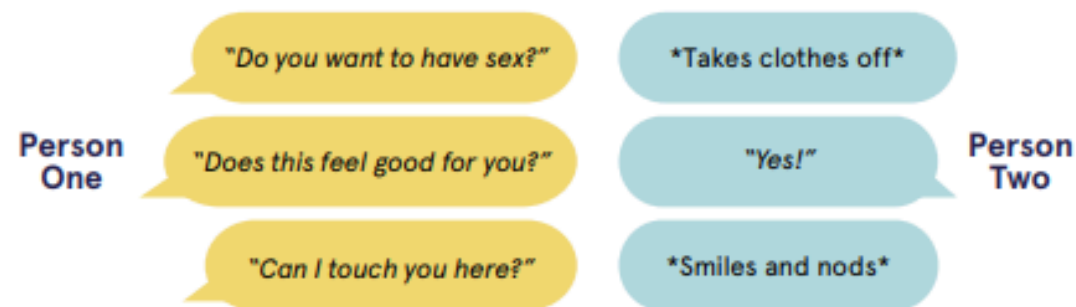 "Do you want to have sex?"
*Takes clothes off*
Person
One
"Does this feel good for you?"
"Yes!"
Person
Two
"Can I touch you here?"
*Smiles and nods*